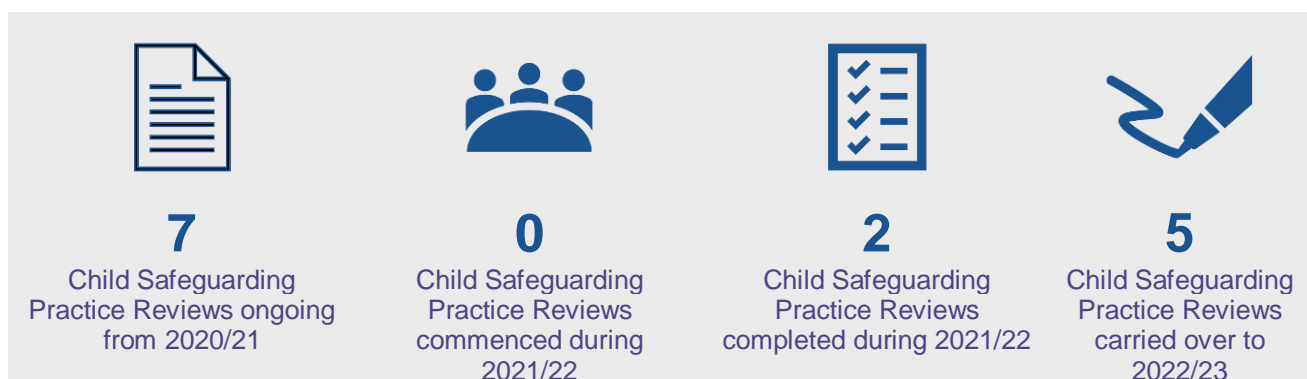 7
Child Safeguarding
Practice Reviews ongoing
from 2020/21
0
Child Safeguarding
Practice Reviews
commenced during
2021/22
2
Child Safeguarding
Practice Reviews
completed during 2021/22
5
Child Safeguarding
Practice Reviews
carried over to
2022/23